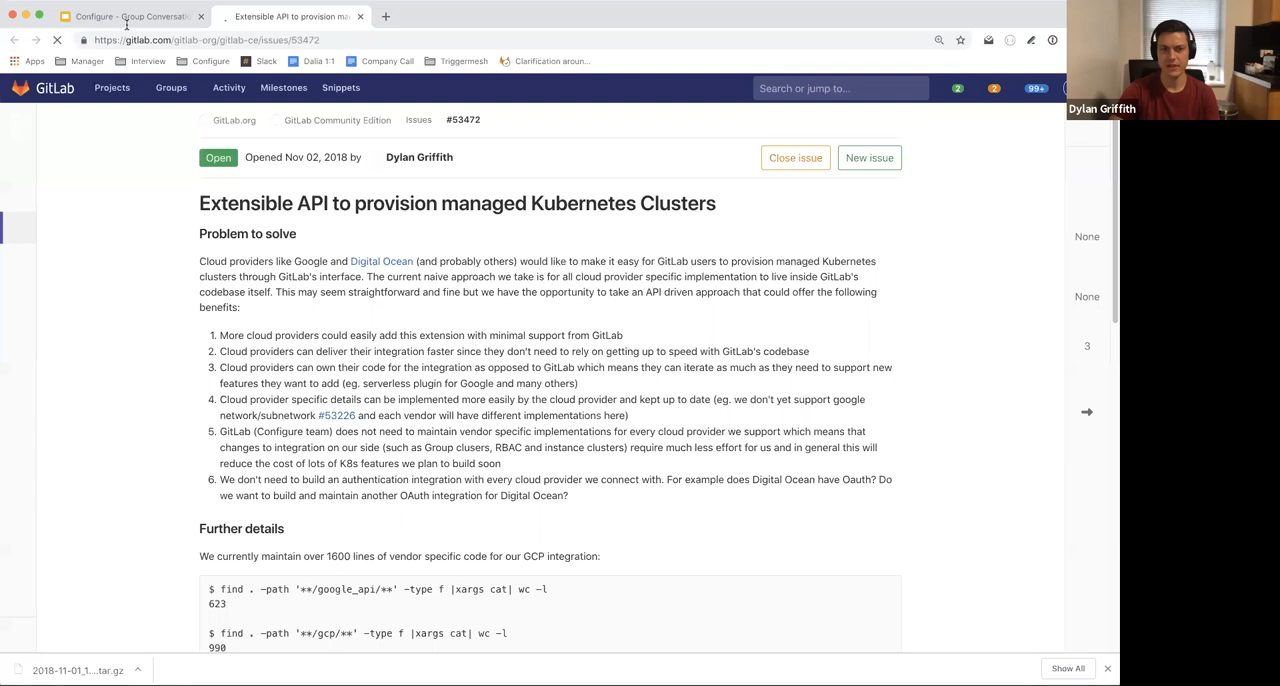 Configure - Group Conversati
Extensible API to provision ma
https://gitlab.com/gitlab-org/gitlab-ce/issues/53472
Apps Manager Interview Configure Slack Dalia 1:1 Company Call Triggermesh Clarification aroun...
GitLab Projects Groups Activity Milestones Snippets Search or jump to... 2 2 99+
Dylan Griffith
GitLab.org GitLab Community Edition Issues #53472
Open Opened Nov 02, 2018 by Dylan Griffith Close issue New issue
Extensible API to provision managed Kubernetes Clusters
Problem to solve
Cloud providers like Google and Digital Ocean (and probably others) would like to make it easy for GitLab users to provision managed Kubernetes
clusters through GitLab's interface. The current naive approach we take is for all cloud provider specific implementation to live inside GitLab's
codebase itself. This may seem straightforward and fine but we have the opportunity to take an API driven approach that could offer the following
benefits:
1. More cloud providers could easily add this extension with minimal support from GitLab
2. Cloud providers can deliver their integration faster since they don't need to rely on getting up to speed with GitLab's codebase
3. Cloud providers can own their code for the integration as opposed to GitLab which means they can iterate as much as they need to support new
features they want to add (eg. serverless plugin for Google and many others)
4. Cloud provider specific details can be implemented more easily by the cloud provider and kept up to date (eg. we don't yet support google
network/subnetwork #53226 and each vendor will have different implementations here)
5. GitLab (Configure team) does not need to maintain vendor specific implementations for every cloud provider we support which means that
changes to integration on our side (such as Group clusers, RBAC and instance clusters) require much less effort for us and in general this will
reduce the cost of lots of K8s features we plan to build soon
6. We don't need to build an authentication integration with every cloud provider we connect with. For example does Digital Ocean have Oauth? Do
we want to build and maintain another OAuth integration for Digital Ocean?
None
None
3
Further details
We currently maintain over 1600 lines of vendor specific code for our GCP integration:
$ find . -path '**/google_api/**' -type f |xargs cat| wc -l
623
$ find . -path '**/gcp/**' -type f |xargs cat| wc -l
990
2018-11-01_1....tar.gz
Show All